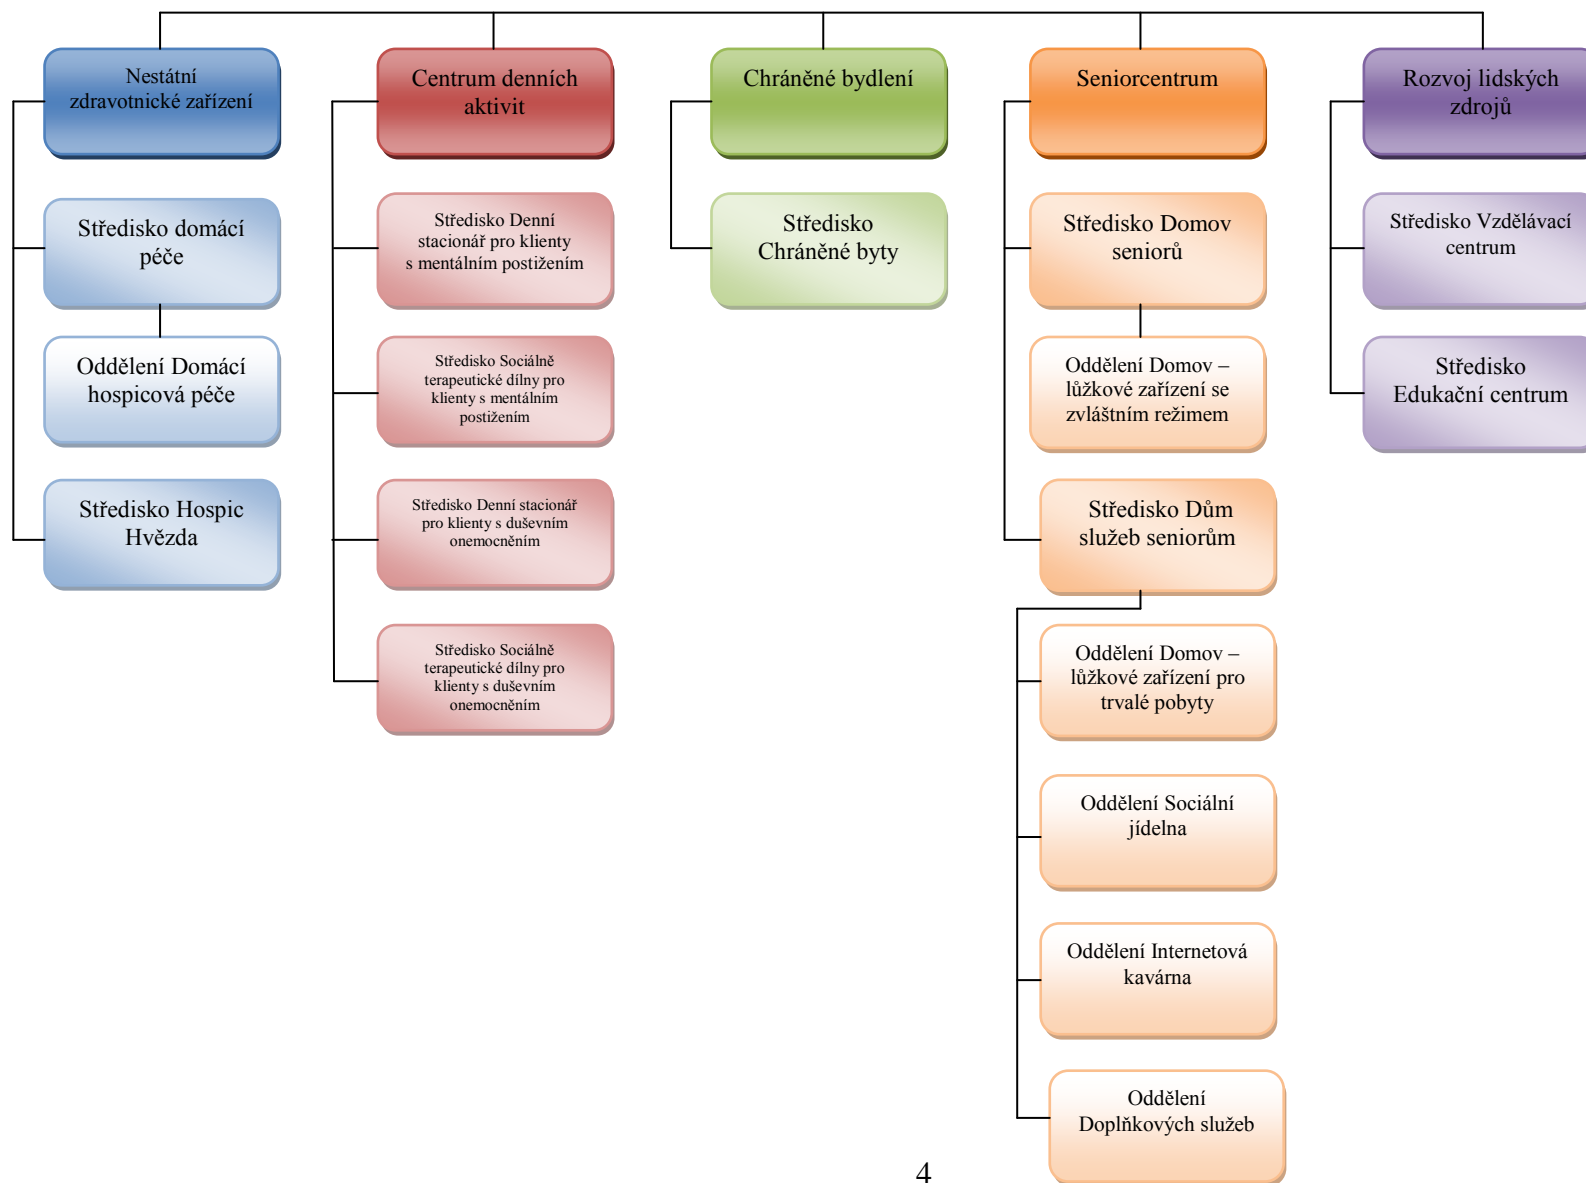 Nestátní
zdravotnické zařízení
Centrum denních
aktivit
Chráněné bydlení
Seniorcentrum
Rozvoj lidských
zdrojů
Středisko domácí
péče
Oddělení Domácí
hospicová péče
Středisko Hospic
Hvězda
Středisko Denní
stacionář pro klienty
s mentálním postižením
Středisko Sociálně
terapeutické dílny pro
klienty s mentálním
postižením
Středisko Denní stacionář
pro klienty s duševním
onemocněním
Středisko Sociálně
terapeutické dílny pro
klienty s duševním
onemocněním
Středisko
Chráněné byty
Středisko Domov
seniorů
Oddělení Domov –
lůžkové zařízení se
zvláštním režimem
Středisko Dům
služeb seniorům
Oddělení Domov –
lůžkové zařízení pro
trvalé pobyty
Oddělení Sociální
jídelna
Oddělení Internetová
kavárna
Oddělení
Doplňkových služeb
Středisko Vzdělávací
centrum
Středisko
Edukační centrum
4